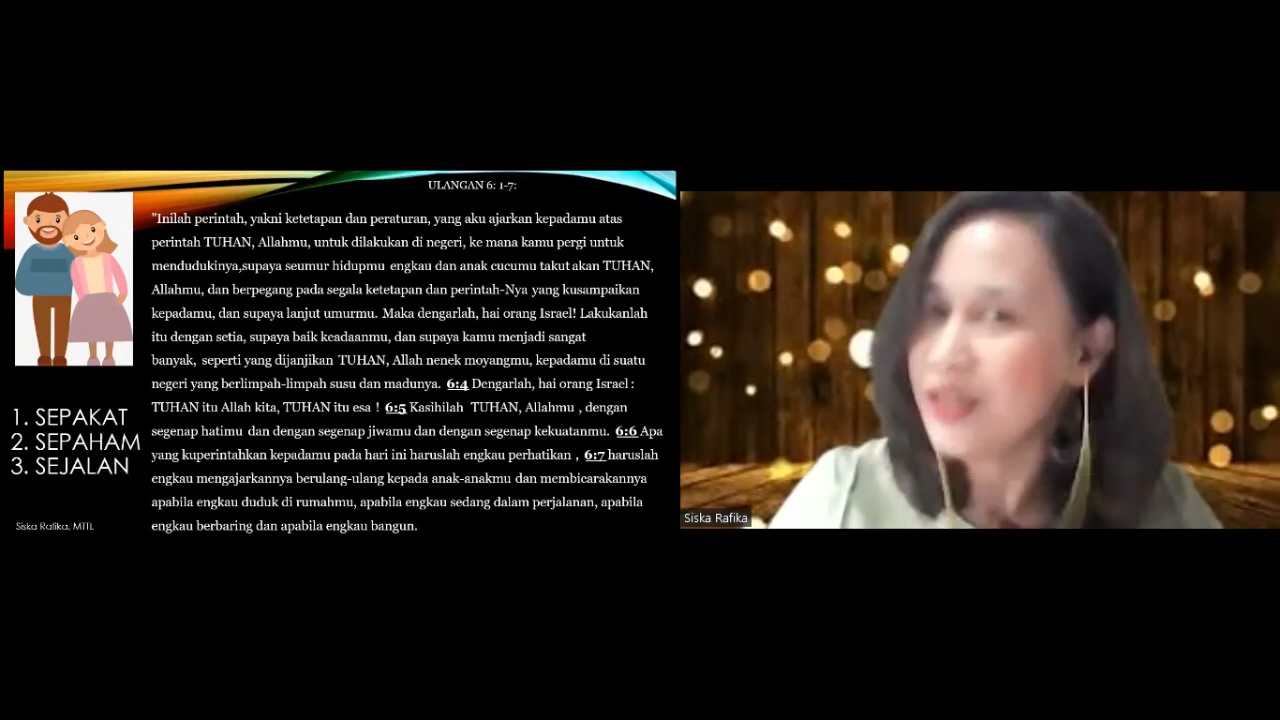 ULANGAN 6: 1-7:
"Inilah perintah, yakni ketetapan dan peraturan, yang aku ajarkan kepadamu atas
perintah TUHAN, Allahmu, untuk dilakukan di negeri, ke mana kamu pergi untuk
mendudukinya,supaya seumur hidupmu engkau dan anak cucumu takut akan TUHAN,
Allahmu, dan berpegang pada segala ketetapan dan perintah-Nya yang kusampaikan
kepadamu, dan supaya lanjut umurmu. Maka dengarlah, hai orang Israel! Lakukanlah
itu dengan setia, supaya baik keadaanmu, dan supaya kamu menjadi sangat
banyak, seperti yang dijanjikan TUHAN, Allah nenek moyangmu, kepadamu di suatu
negeri yang berlimpah-limpah susu dan madunya. 6:4 Dengarlah, hai orang Israel :
TUHAN itu Allah kita, TUHAN itu esa ! 6:5 Kasihilah TUHAN, Allahmu , dengan
segenap hatimu dan dengan segenap jiwamu dan dengan segenap kekuatanmu. 6:6 Apa
yang kuperintahkan kepadamu pada hari ini haruslah engkau perhatikan , 6:7 haruslah
engkau mengajarkannya berulang-ulang kepada anak-anakmu dan membicarakannya
apabila engkau duduk di rumahmu, apabila engkau sedang dalam perjalanan, apabila
engkau berbaring dan apabila engkau bangun.
1. SEPAKAT
2. SEPAHAM
3. SEJALAN
Siska Rafika, MTL
Siska Rafika